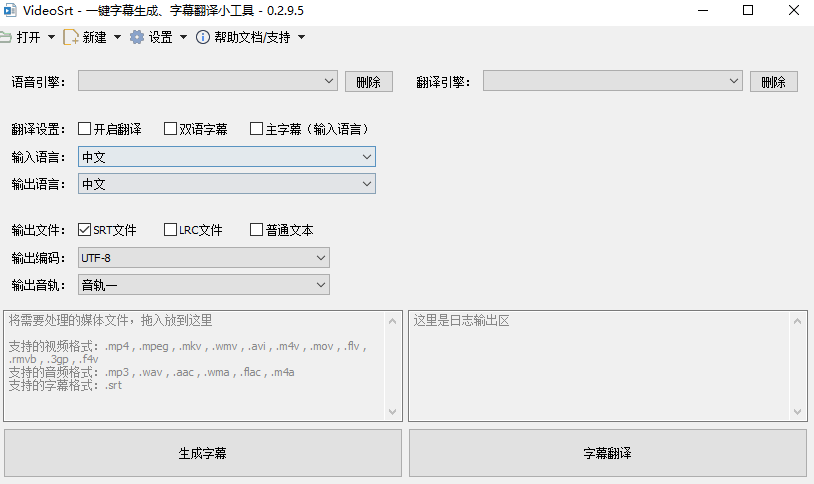 VideoSrt - 一键字幕生成、字幕翻译小工具 - 0.2.9.5
打开 新建 设置 帮助文档/支持
语音引擎： 删除 翻译引擎： 删除
翻译设置： 开启翻译 双语字幕 主字幕（输入语言）
输入语言： 中文
输出语言： 中文
输出文件： SRT文件 LRC文件 普通文本
输出编码： UTF-8
输出音轨： 音轨一
将需要处理的媒体文件，拖入放到这里
支持的视频格式：.mp4 , .mpeg , .mkv , .wmv , .avi , .m4v , .mov , .flv ,
.rmvb , .3gp , .f4v
支持的音频格式：.mp3 , .wav , .aac , .wma , .flac , .m4a
支持的字幕格式：.srt
这里是日志输出区
生成字幕 字幕翻译